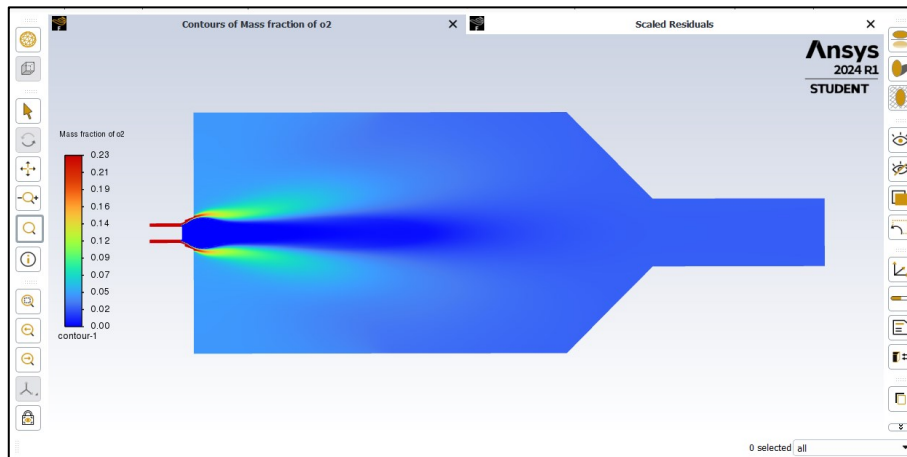 Contours of Mass fraction of o2
Scaled Residuals
Ansys
2024 R1
STUDENT
Mass fraction of o2
0.23
0.21
0.19
0.16
0.14
0.12
0.09
0.07
0.05
0.02
0.00
contour-1
0 selected all